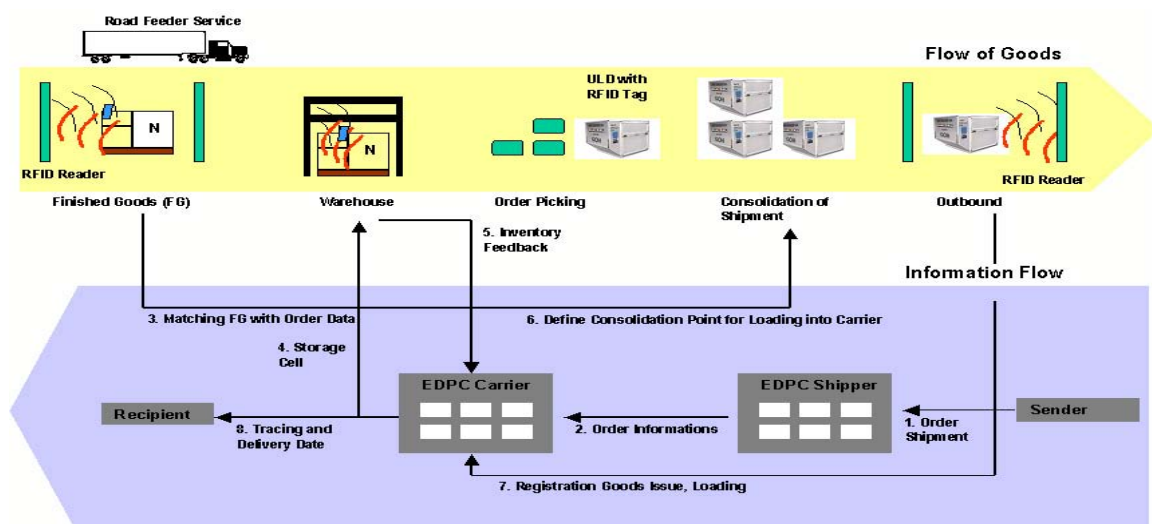 Road Feeder Service
Flow of Goods
ULD with
RFID Tag
N
N
RFID Reader
RFID Reader
Finished Goods (FG)
Warehouse
Order Picking
Consolidation of
Shipment
Outbound
5. Inventory
Feedback
Information Flow
3. Matching FG with Order Data
6. Define Consolidation Point for Loading into Carrier
4. Storage
Cell
EDPC Carrier
EDPC Shipper
Recipient
Sender
8. Tracing and
Delivery Date
2. Order Informations
1. Order
Shipment
7. Registration Goods Issue, Loading